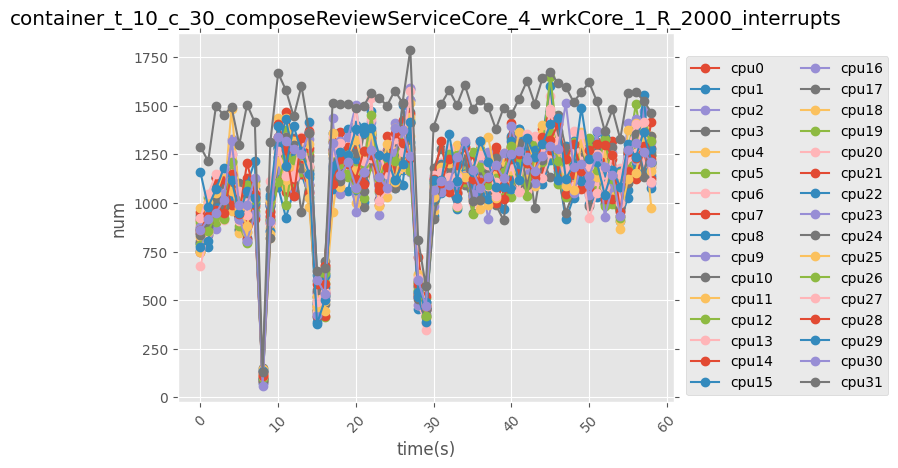 container_t_10_c_30_composeReviewServiceCore_4_wrkCore_1_R_2000_interrupts
1750
1500
1250
1000
750
500
250
0
num
0
10
20
30
40
50
60
time(s)
cpu0
cpu1
cpu2
cpu3
cpu4
cpu5
cpu6
cpu7
cpu8
cpu9
cpu10
cpu11
cpu12
cpu13
cpu14
cpu15
cpu16
cpu17
cpu18
cpu19
cpu20
cpu21
cpu22
cpu23
cpu24
cpu25
cpu26
cpu27
cpu28
cpu29
cpu30
cpu31